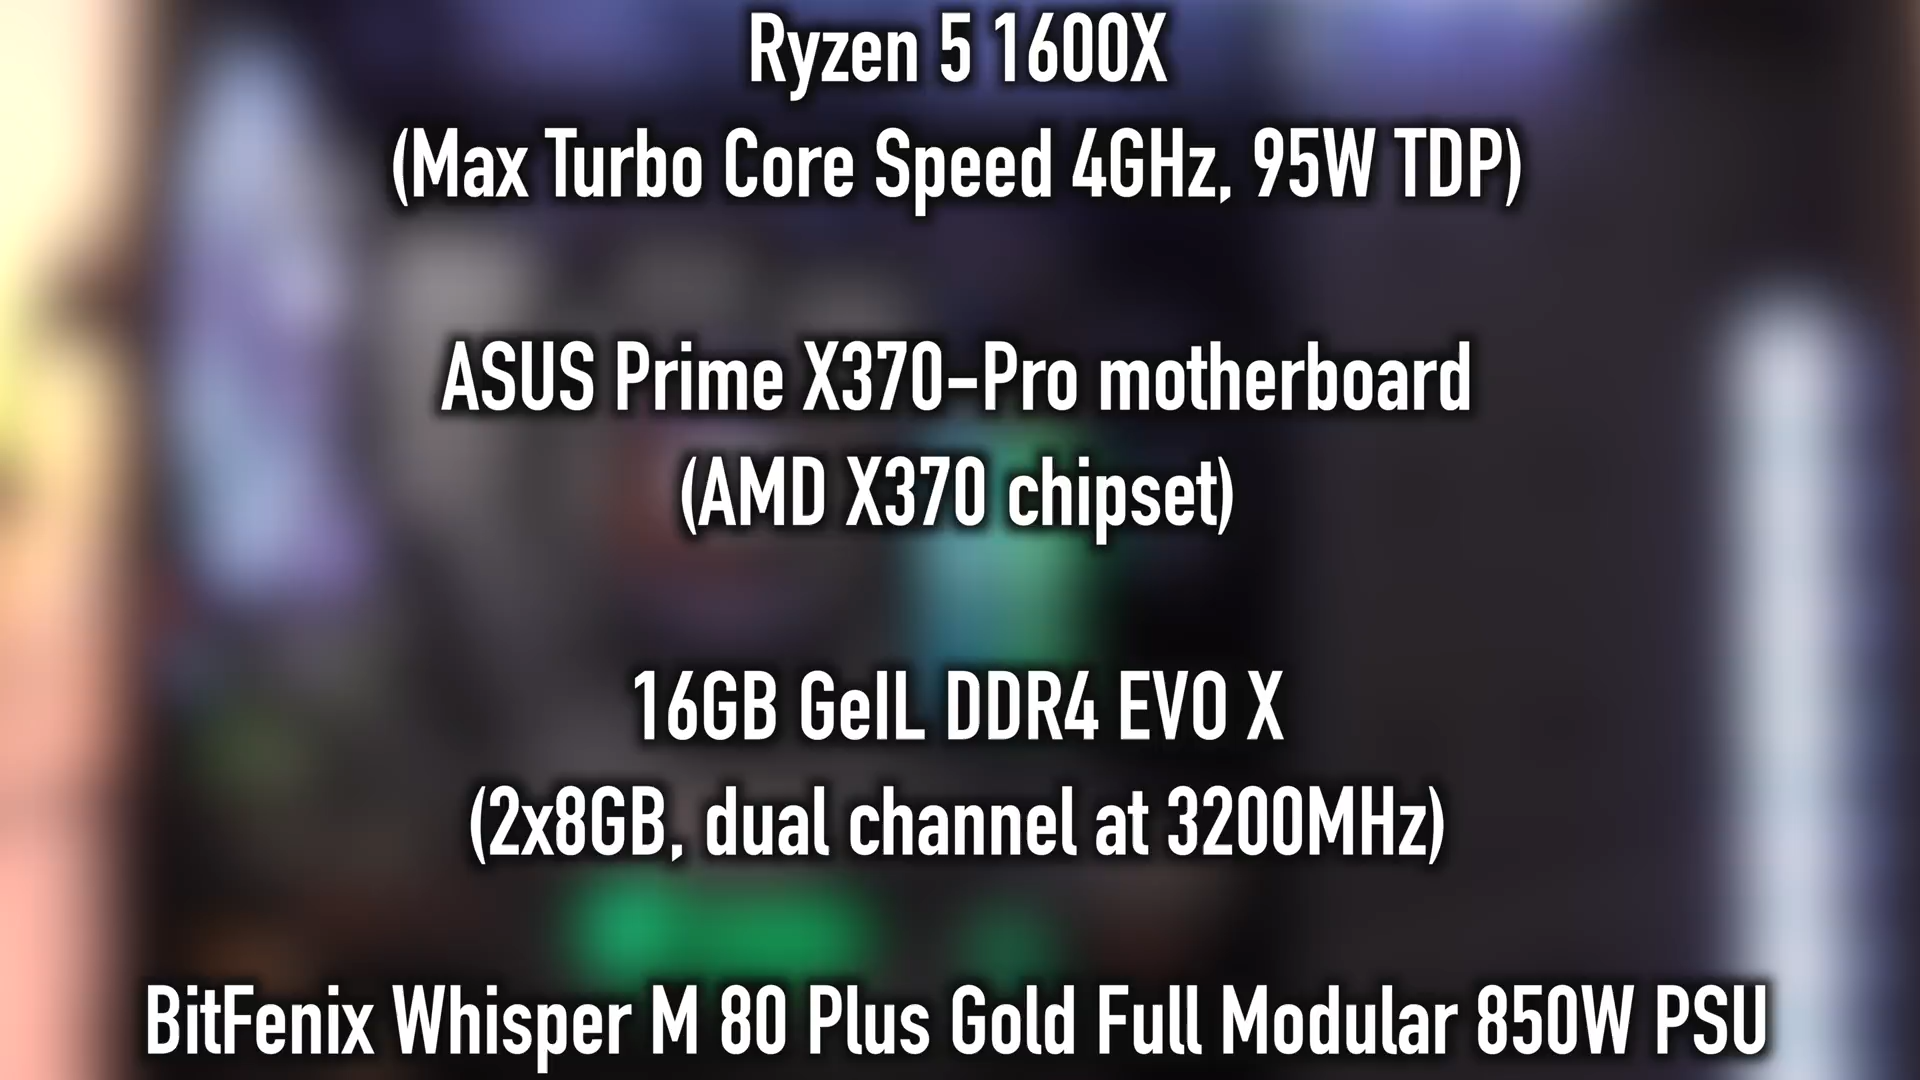 Ryzen 5 1600X
(Max Turbo Core Speed 4GHz, 95W TDP)
ASUS Prime X370-Pro motherboard
(AMD X370 chipset)
16GB GeIL DDR4 EVO X
(2x8GB, dual channel at 3200MHz)
BitFenix Whisper M 80 Plus Gold Full Modular 850W PSU